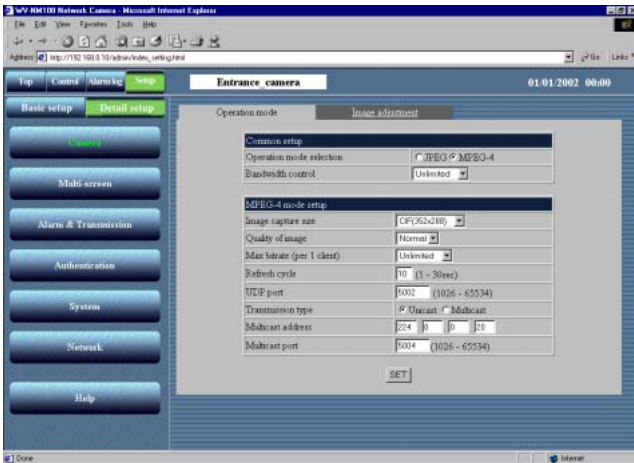 WV-NM100 Network Camera - Microsoft Internet Explorer
File Edit View Favorites Tools Help
Address http://192.168.0.10/admin/index_setting.html Go Links
Top Control Alarm log Setup Entrance_camera 01/01/2002 00:00
Basic setup Detail setup
Operation mode Image adjustment
Camera
Multi-screen
Alarm & Transmission
Authentication
System
Network
Help
Common setup
Operation mode selection JPEG MPEG-4
Bandwidth control Unlimited
MPEG-4 mode setup
Image capture size CIF(352x288)
Quality of image Normal
Max bitrate (per 1 client) Unlimited
Refresh cycle 10 (1 - 30sec)
UDP port 5002 (1026 - 65534)
Transmission type Unicast Multicast
Multicast address 224 0 0 20
Multicast port 5004 (1026 - 65534)
SET
Done Internet